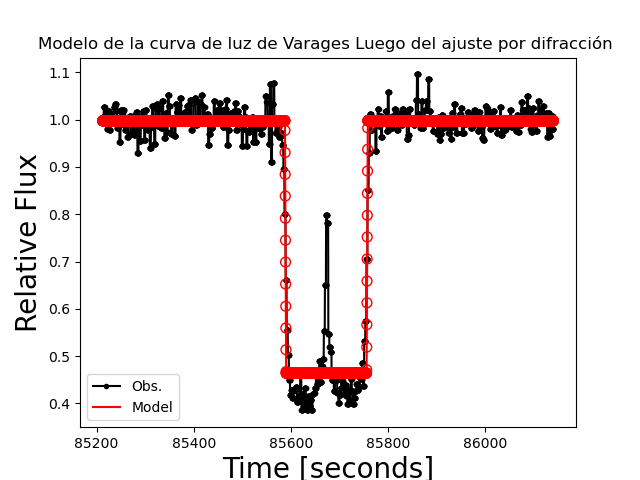 Modelo de la curva de luz de Varages Luego del ajuste por difracción
1.1
1.0
0.9
0.8
0.7
0.6
0.5
0.4
Relative Flux
Obs.
Model
85200
85400
85600
85800
86000
Time [seconds]